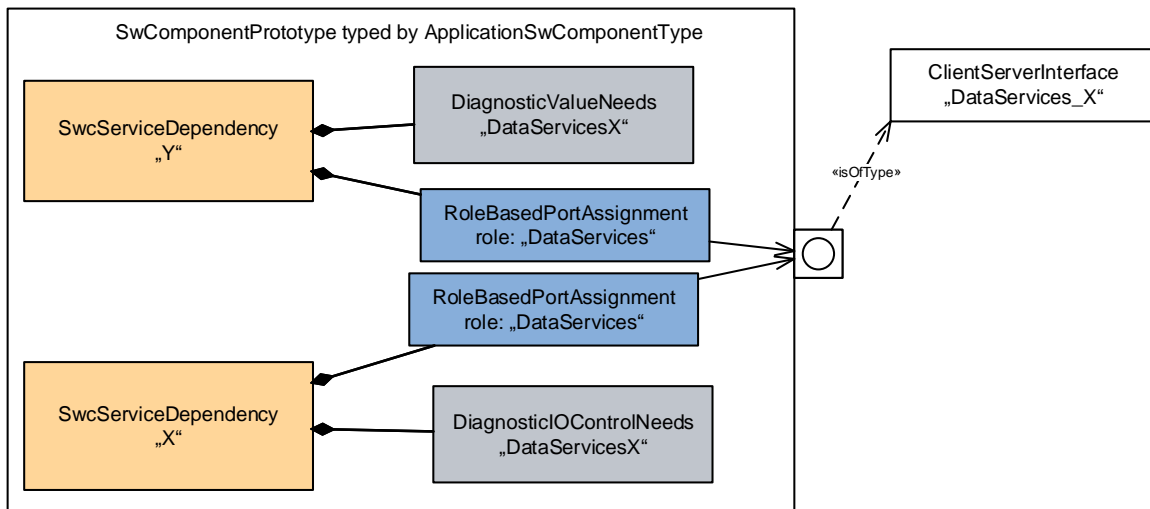 SwComponentPrototype typed by ApplicationSwComponentType
SwcServiceDependency
„Y“
DiagnosticValueNeeds
„DataServicesX“
RoleBasedPortAssignment
role: „DataServices“
RoleBasedPortAssignment
role: „DataServices“
SwcServiceDependency
„X“
DiagnosticIOControlNeeds
„DataServicesX“
ClientServerInterface
„DataServices_X“
«isOfType»